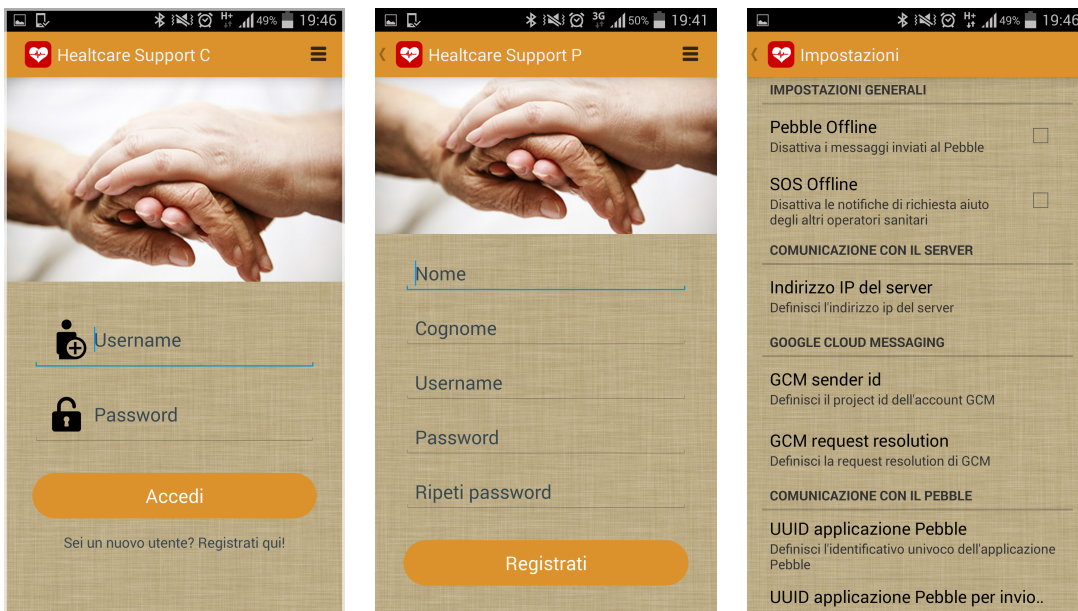 49% 19:46
Healtcare Support C
Username
Password
Accedi
Sei un nuovo utente? Registrati qui!
3G 50% 19:41
Healtcare Support P
Nome
Cognome
Username
Password
Ripeti password
Registrati
H+ 49% 19:46
Impostazioni
IMPOSTAZIONI GENERALI
Pebble Offline
Disattiva i messaggi inviati al Pebble
SOS Offline
Disattiva le notifiche di richiesta aiuto
degli altri operatori sanitari
COMUNICAZIONE CON IL SERVER
Indirizzo IP del server
Definisci l'indirizzo ip del server
GOOGLE CLOUD MESSAGING
GCM sender id
Definisci il project id dell'account GCM
GCM request resolution
Definisci la request resolution di GCM
COMUNICAZIONE CON IL PEBBLE
UUID applicazione Pebble
Definisci l'identificativo univoco dell'applicazione
Pebble
UUID applicazione Pebble per invio..